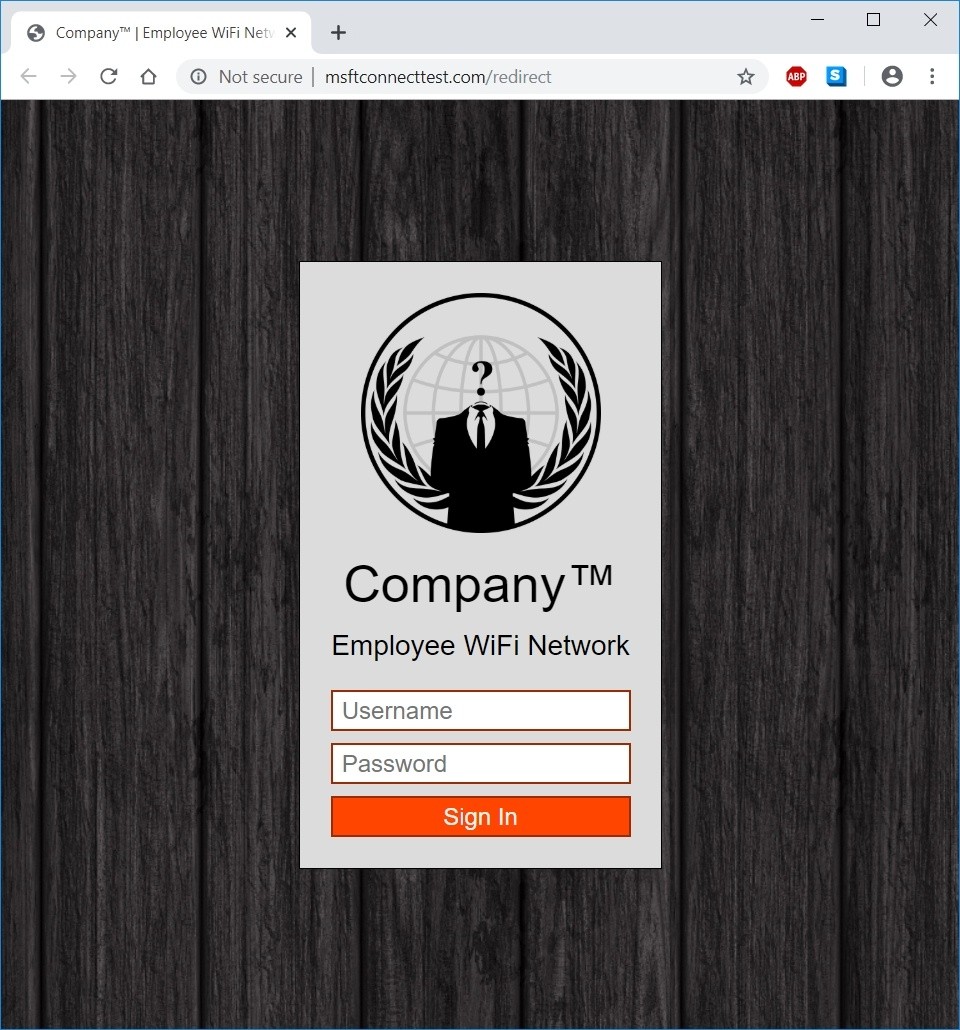 Company™ | Employee WiFi Netw
Not secure | msftconnecttest.com/redirect
ABP
S
?
Company™
Employee WiFi Network
Username
Password
Sign In